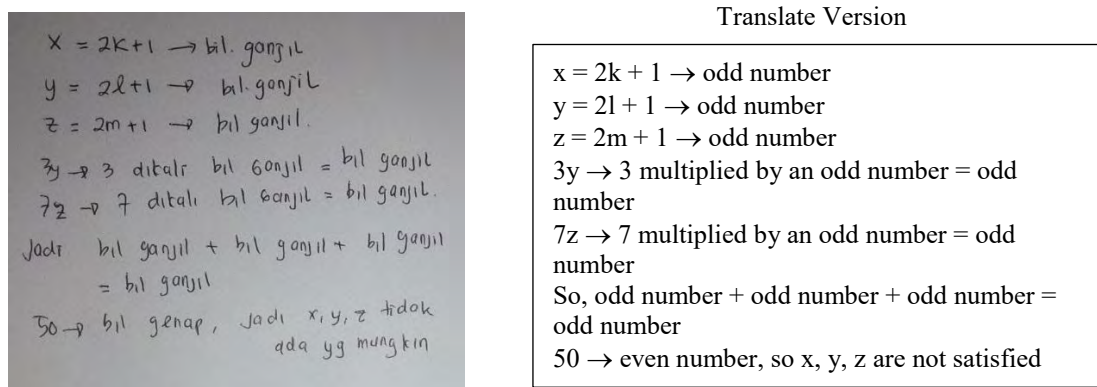 x = 2k+1 → bil. ganjil
y = 2l+1 → bil. ganjil
z = 2m+1 → bil ganjil.
3y → 3 dikali bil Ganjil = bil ganjil
7z → 7 dikali bil Ganjil = bil ganjil.
Jadi bil ganjil + bil ganjil + bil ganjil
= bil ganjil
50 → bil genap, Jadi x, y, z tidak
ada yg mungkin
Translate Version
x = 2k + 1 → odd number
y = 2l + 1 → odd number
z = 2m + 1 → odd number
3y → 3 multiplied by an odd number = odd
number
7z → 7 multiplied by an odd number = odd
number
So, odd number + odd number + odd number =
odd number
50 → even number, so x, y, z are not satisfied